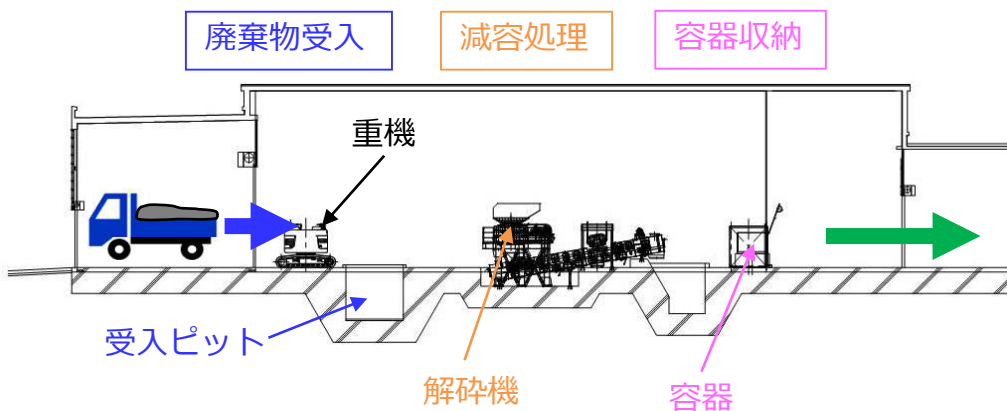 廃棄物受入
減容処理
容器収納
重機
受入ピット
解砕機
容器